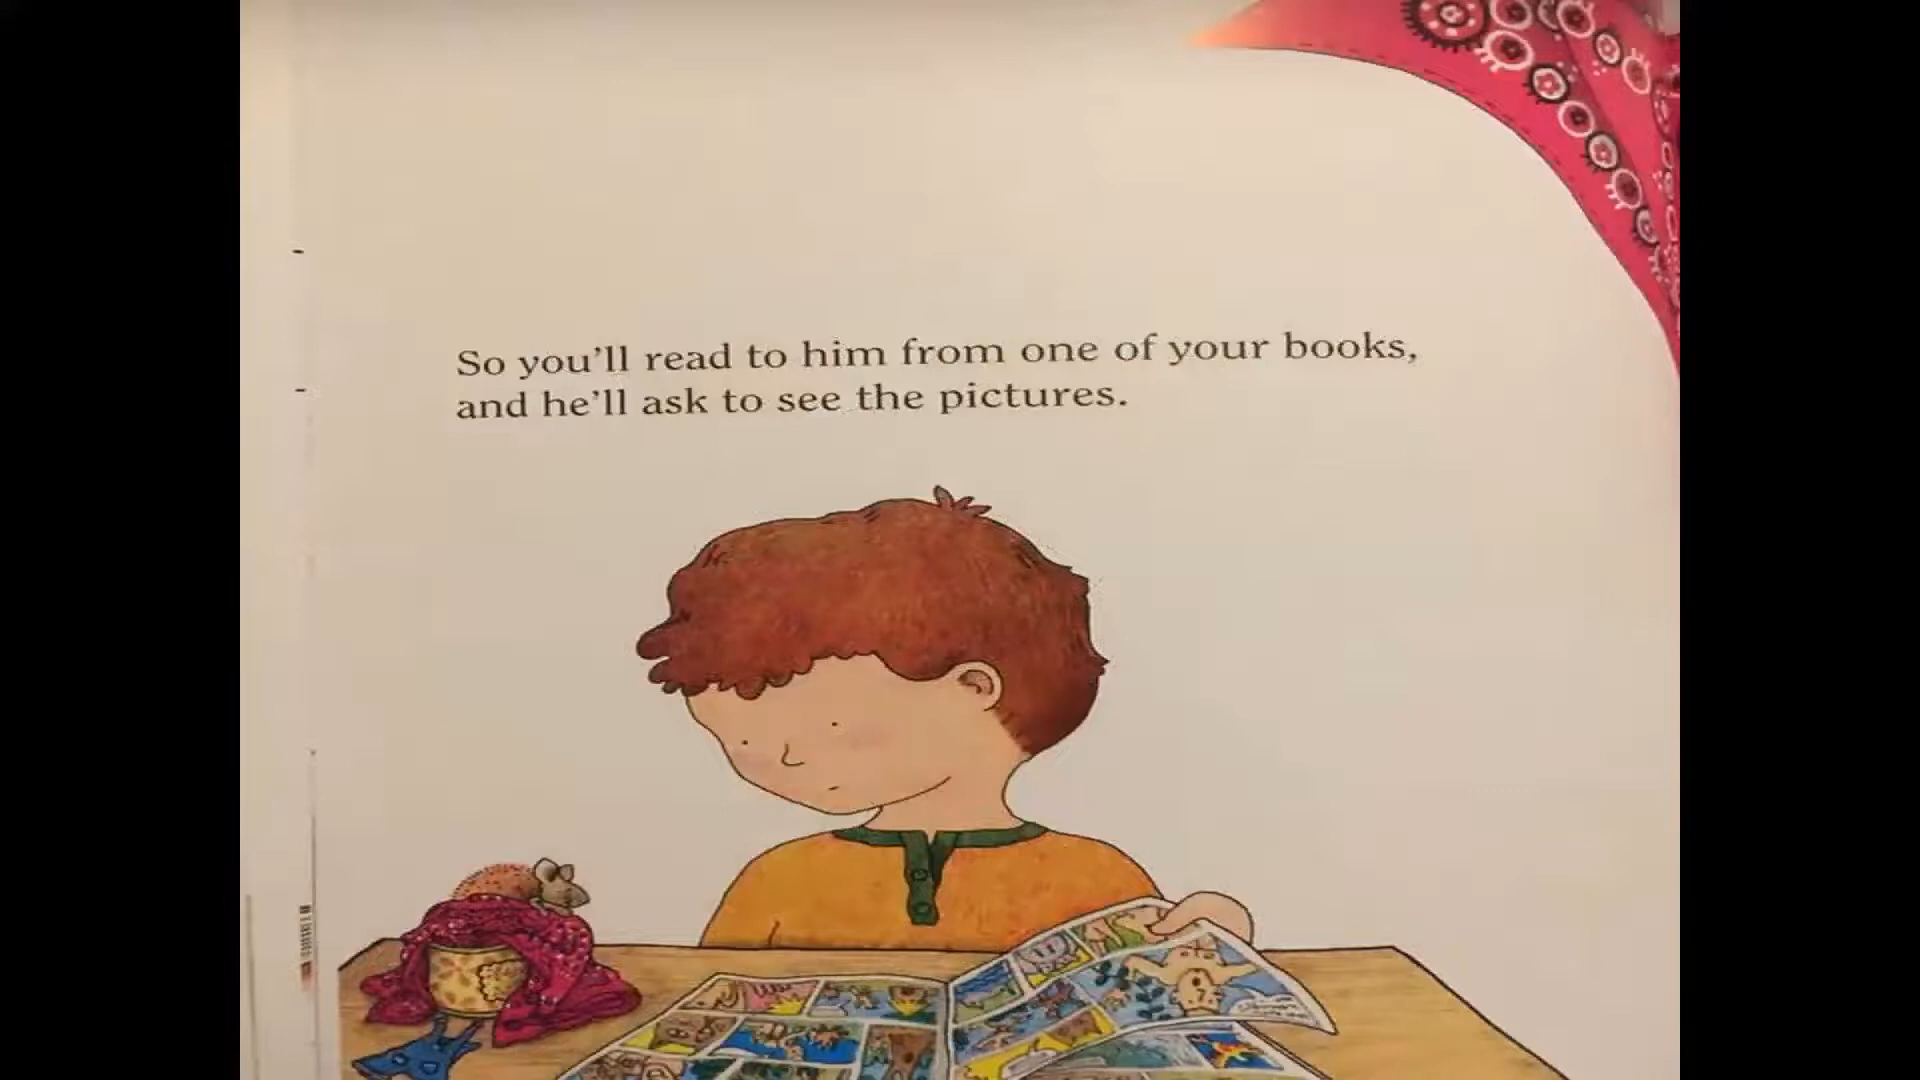 So you'll read to him from one of your books,
and he'll ask to see the pictures.